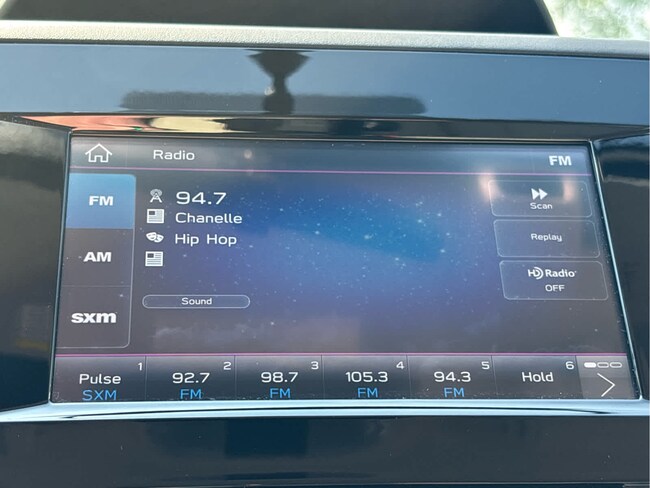 Radio
FM
FM
94.7
Scan
Chanelle
AM
Hip Hop
Replay
HD Radio
OFF
sxm
Sound
1
Pulse
SXM
2
92.7
FM
3
98.7
FM
4
105.3
FM
5
94.3
FM
6
Hold